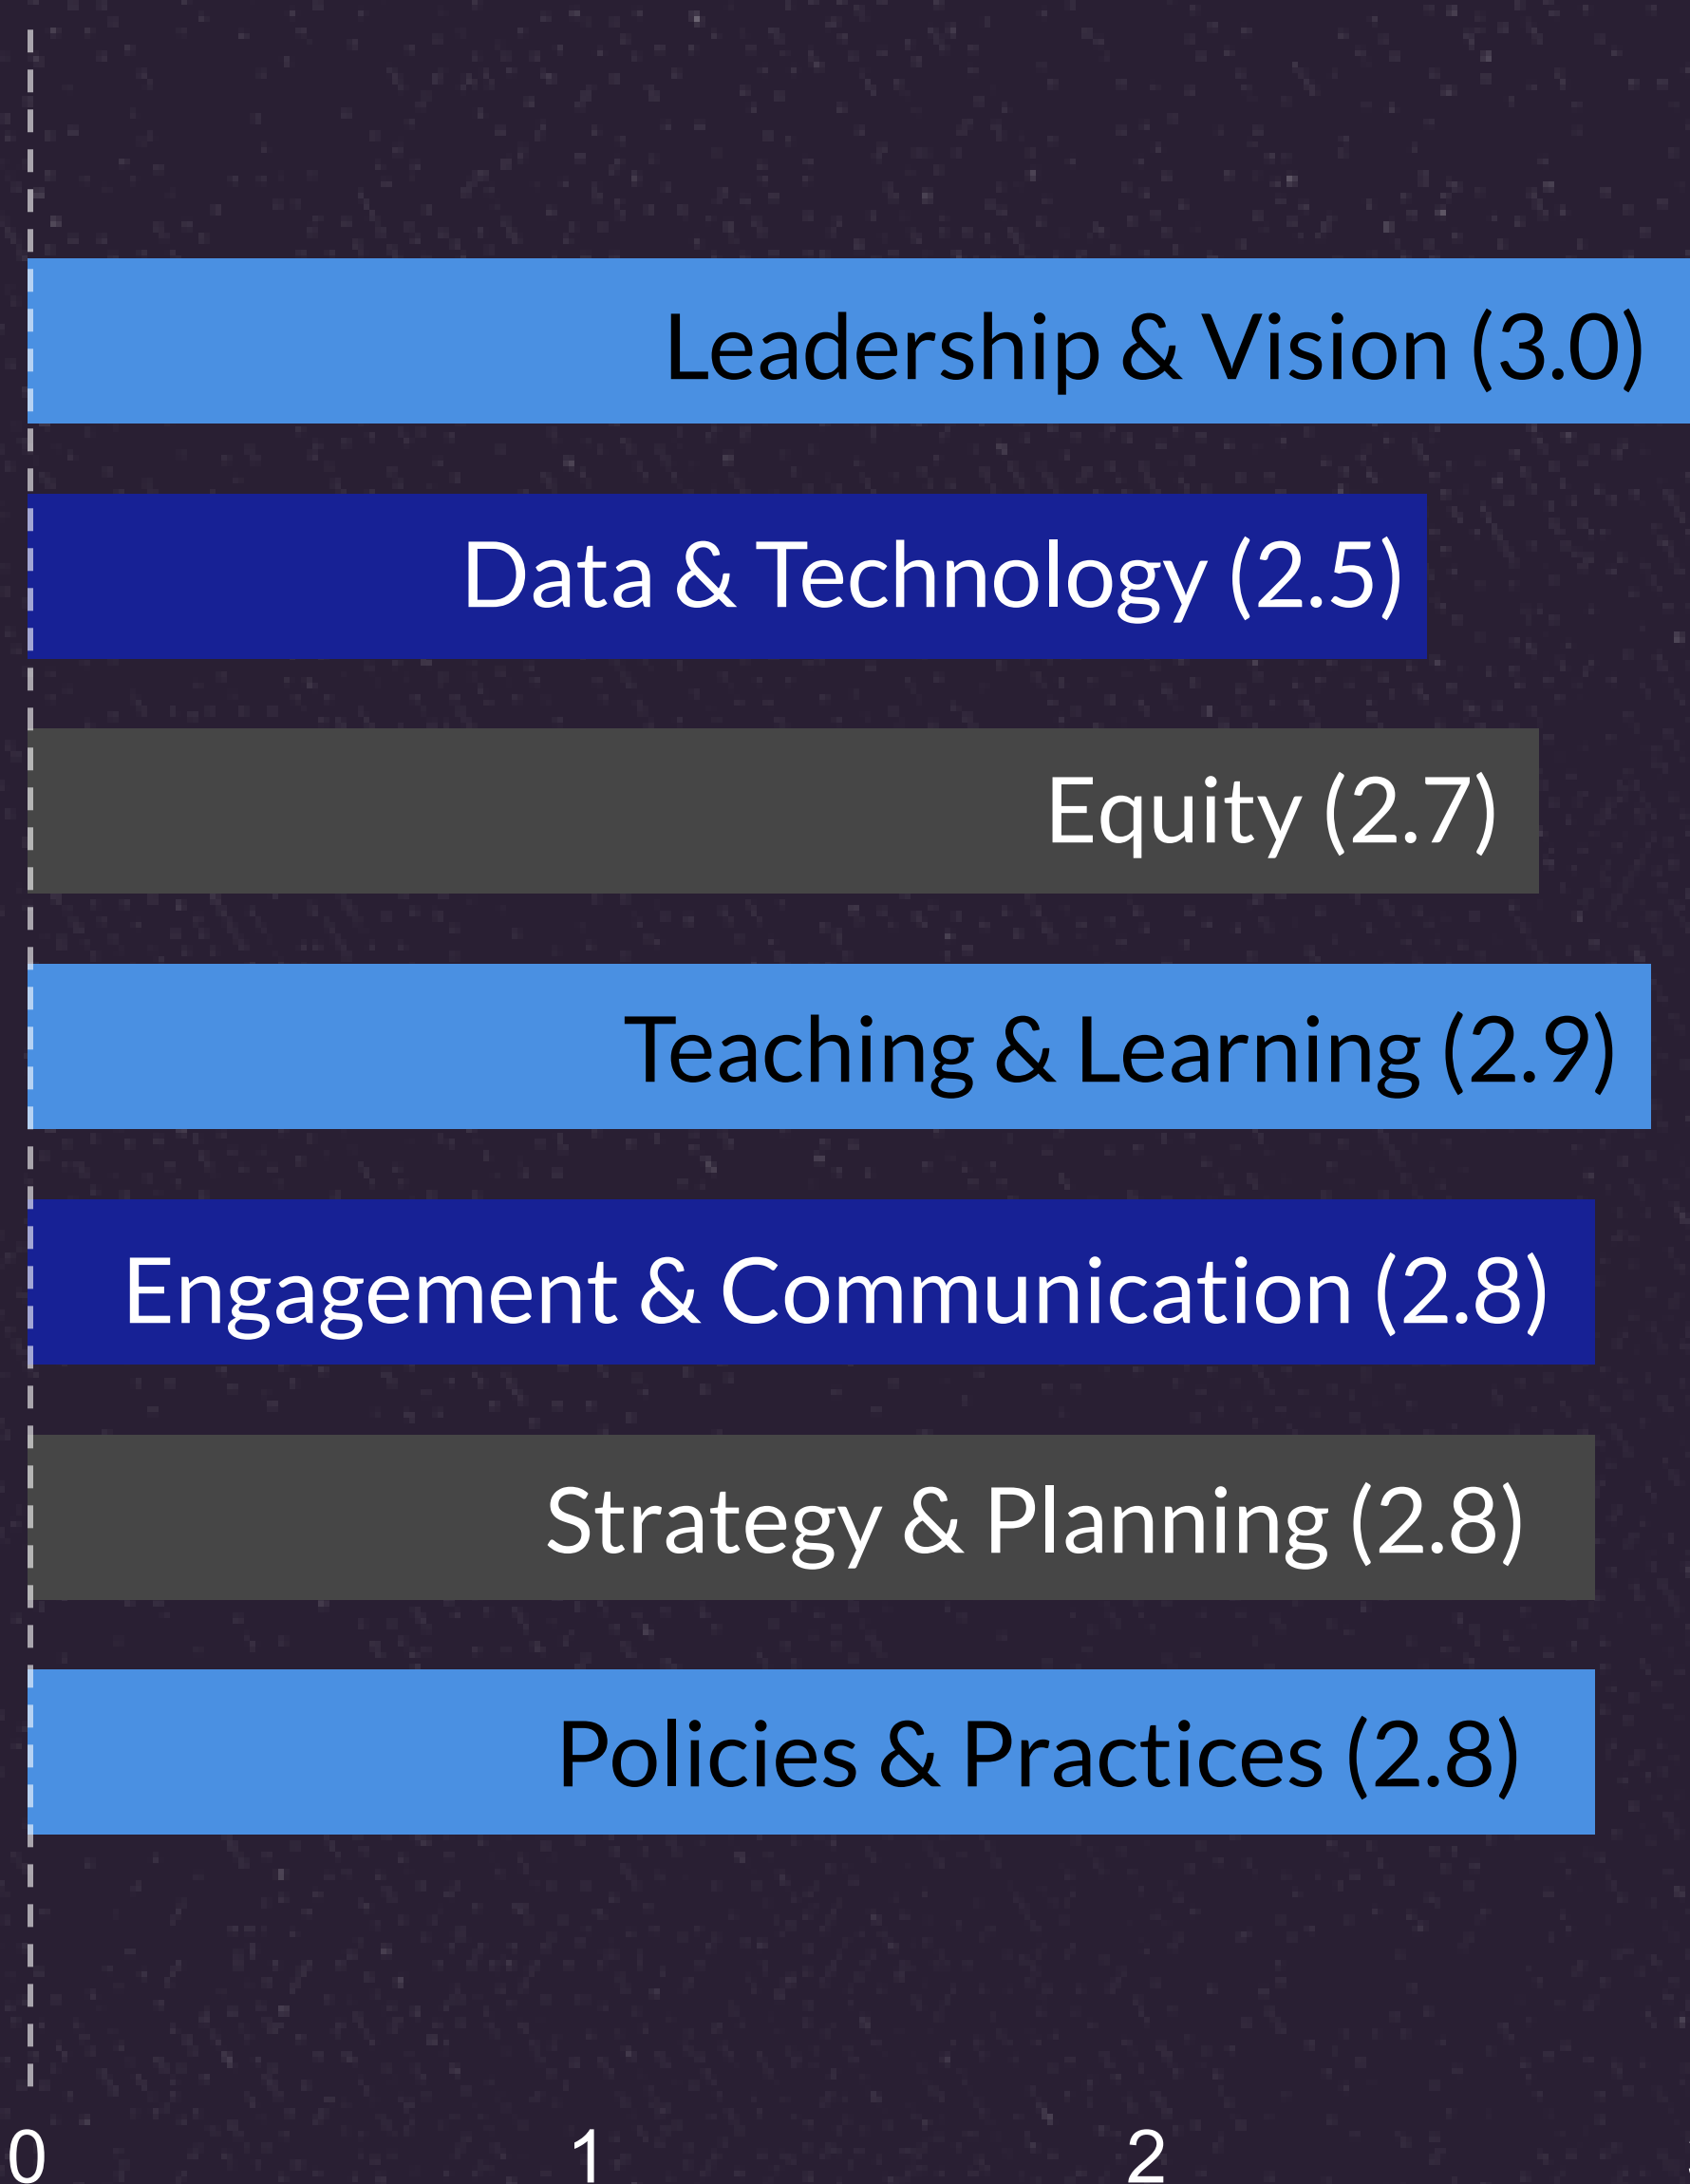 Leadership & Vision (3.0)
Data & Technology (2.5)
Equity (2.7)
Teaching & Learning (2.9)
Engagement & Communication (2.8)
Strategy & Planning (2.8)
Policies & Practices (2.8)
0 1 2